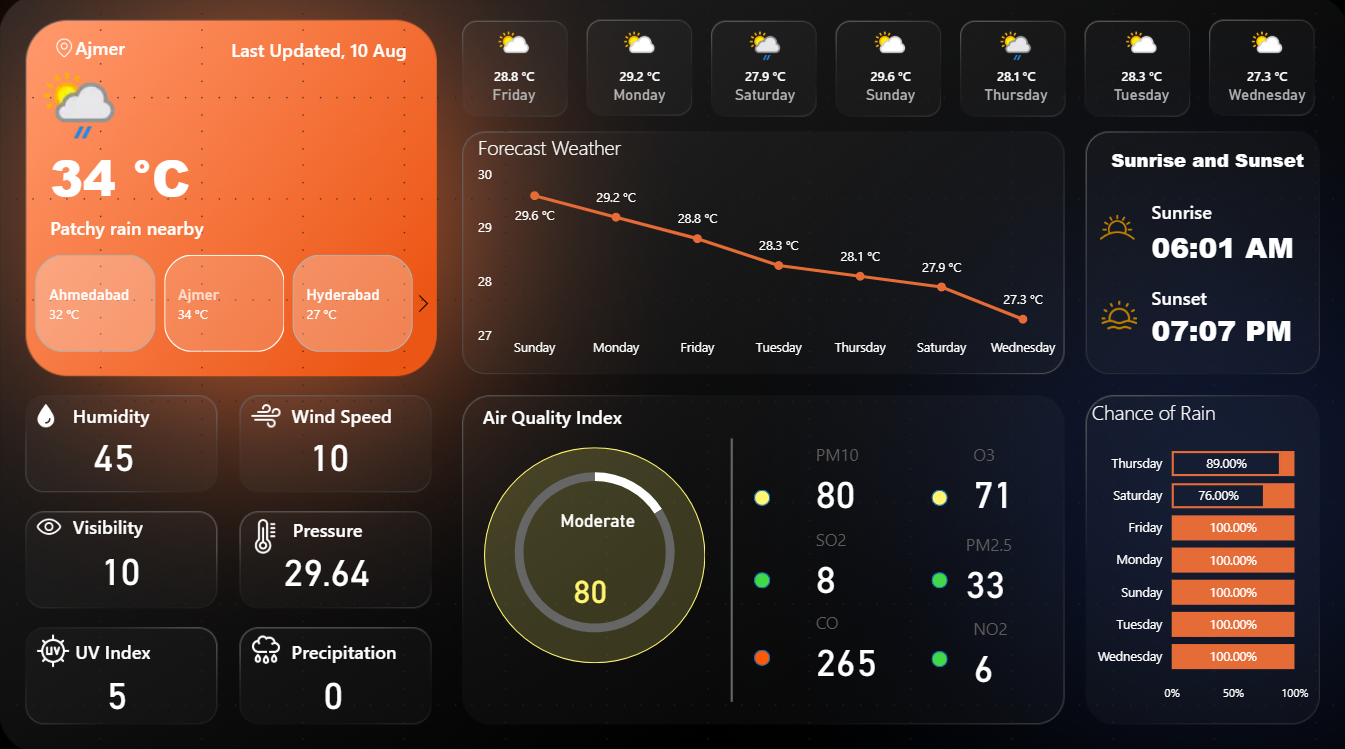 Ajmer
Last Updated, 10 Aug
34 °C
Patchy rain nearby
Ahmedabad
32 °C
Ajmer
34 °C
Hyderabad
27 °C
28.8 °C
Friday
29.2 °C
Monday
27.9 °C
Saturday
29.6 °C
Sunday
28.1 °C
Thursday
28.3 °C
Tuesday
27.3 °C
Wednesday
Forecast Weather
30
29
28
27
29.6 °C
29.2 °C
28.8 °C
28.3 °C
28.1 °C
27.9 °C
27.3 °C
Sunday
Monday
Friday
Tuesday
Thursday
Saturday
Wednesday
Sunrise and Sunset
Sunrise
06:01 AM
Sunset
07:07 PM
Humidity
45
Wind Speed
10
Visibility
10
Pressure
29.64
UV
UV Index
5
Precipitation
0
Air Quality Index
Moderate
80
PM10
80
O3
71
SO2
8
PM2.5
33
CO
265
NO2
6
Chance of Rain
Thursday 89.00%
Saturday 76.00%
Friday 100.00%
Monday 100.00%
Sunday 100.00%
Tuesday 100.00%
Wednesday 100.00%
0% 50% 100%